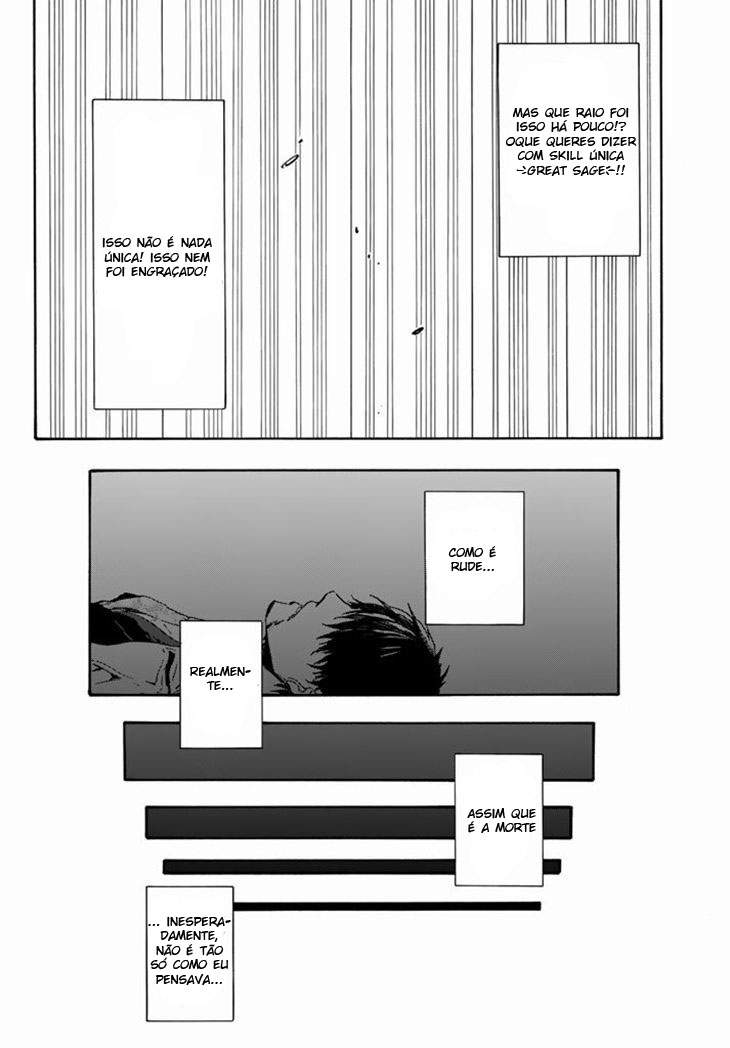 MAS QUE RAIO FOI
ISSO HÁ POUCO!?
OQUE QUERES DIZER
COM SKILL ÚNICA
-GREAT SAGE-!!
ISSO NÃO É NADA
ÚNICA! ISSO NEM
FOI ENGRAÇADO!
COMO É
RUDE...
REALMEN-
TE...
ASSIM QUE
É A MORTE
... INESPERA-
DAMENTE,
NÃO É TÃO
SÓ COMO EU
PENSAVA...